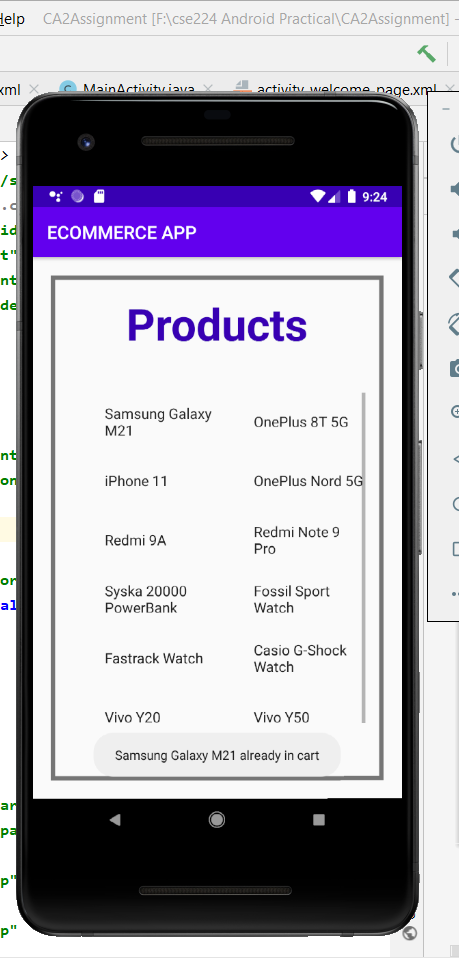 Help CA2Assignment [F:\cse224 Android Practical\CA2Assignment] -
xml MainActivity.java activity_welcome-page.xml
9:24
ECOMMERCE APP
Products
Samsung Galaxy
M21
OnePlus 8T 5G
iPhone 11
OnePlus Nord 5G
Redmi 9A
Redmi Note 9
Pro
Syska 20000
PowerBank
Fossil Sport
Watch
Fastrack Watch
Casio G-Shock
Watch
Vivo Y20
Vivo Y50
Samsung Galaxy M21 already in cart